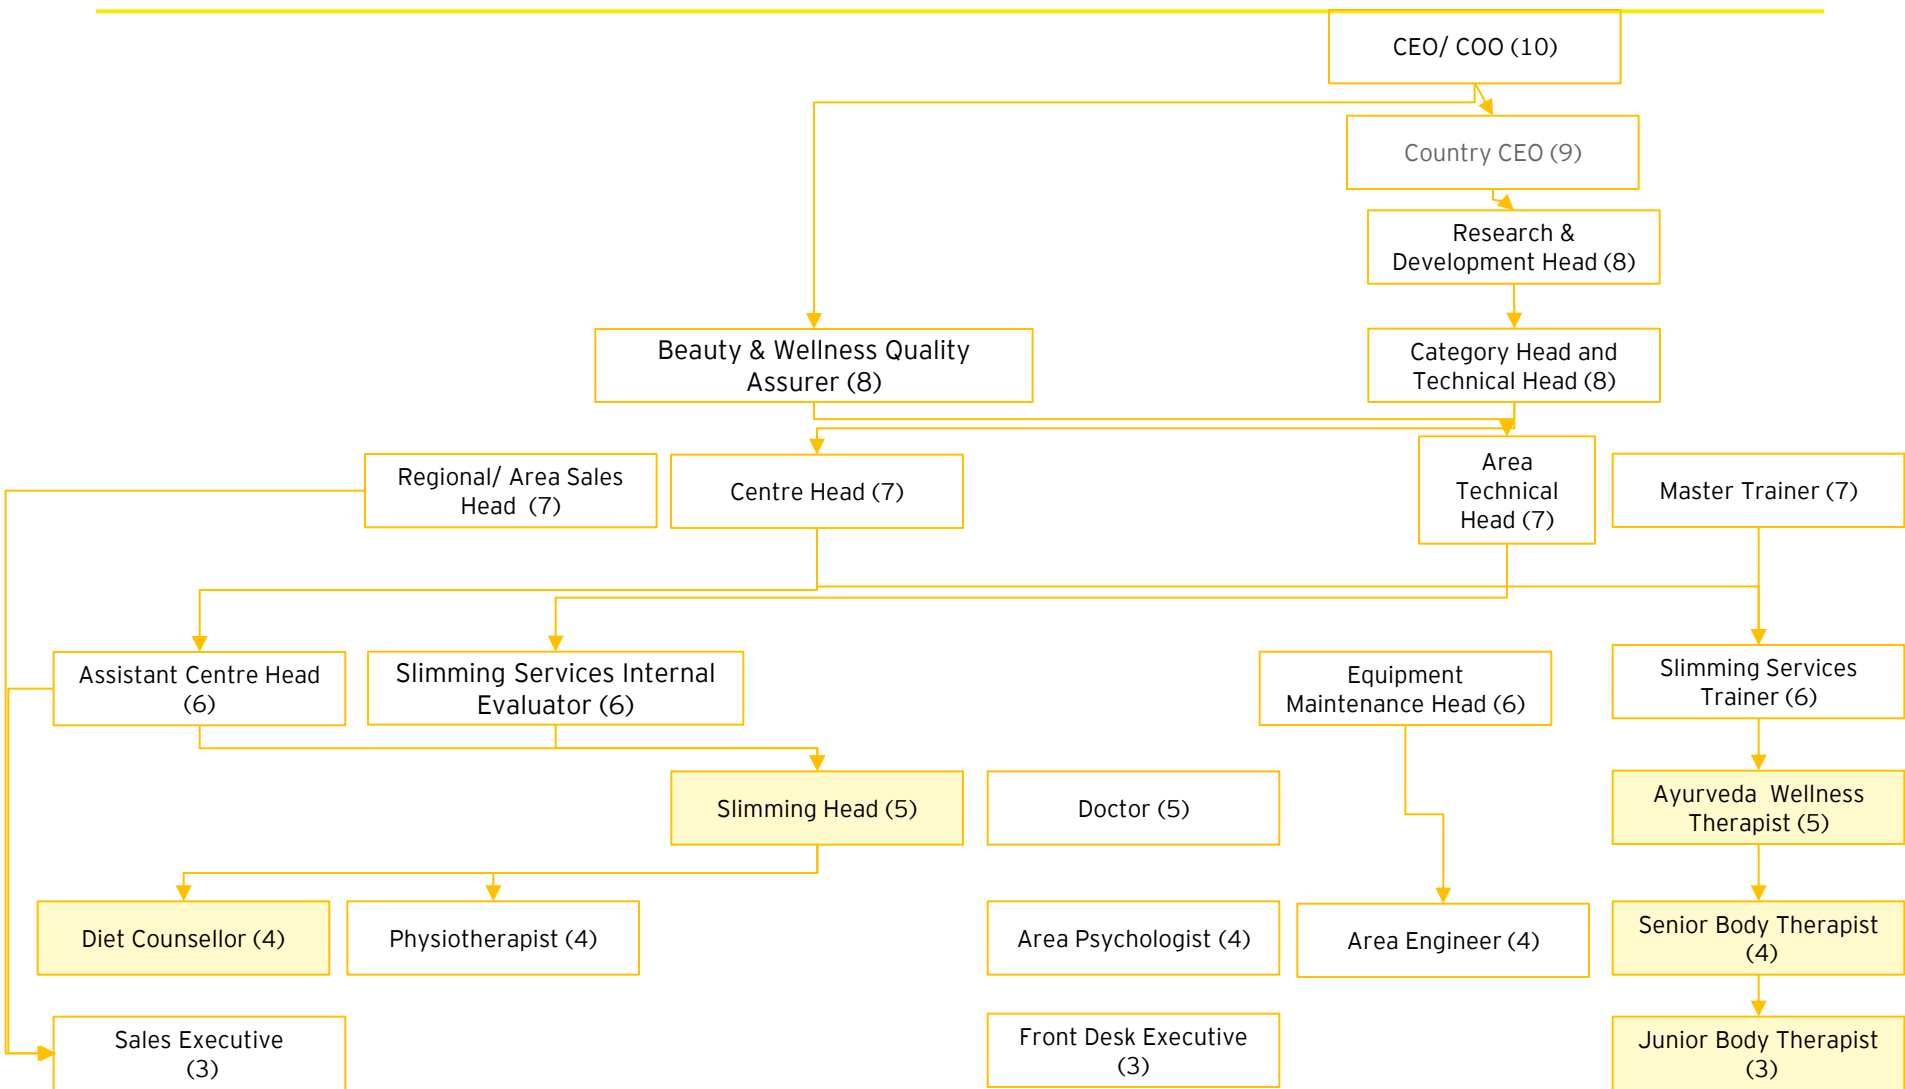 CEO/ COO (10)
Country CEO (9)
Research &
Development Head (8)
Beauty & Wellness Quality
Assurer (8)
Category Head and
Technical Head (8)
Regional/ Area Sales
Head (7)
Centre Head (7)
Area
Technical
Head (7)
Master Trainer (7)
Assistant Centre Head
(6)
Slimming Services Internal
Evaluator (6)
Equipment
Maintenance Head (6)
Slimming Services
Trainer (6)
Slimming Head (5)
Doctor (5)
Ayurveda Wellness
Therapist (5)
Diet Counsellor (4)
Physiotherapist (4)
Area Psychologist (4)
Area Engineer (4)
Senior Body Therapist
(4)
Sales Executive
(3)
Front Desk Executive
(3)
Junior Body Therapist
(3)